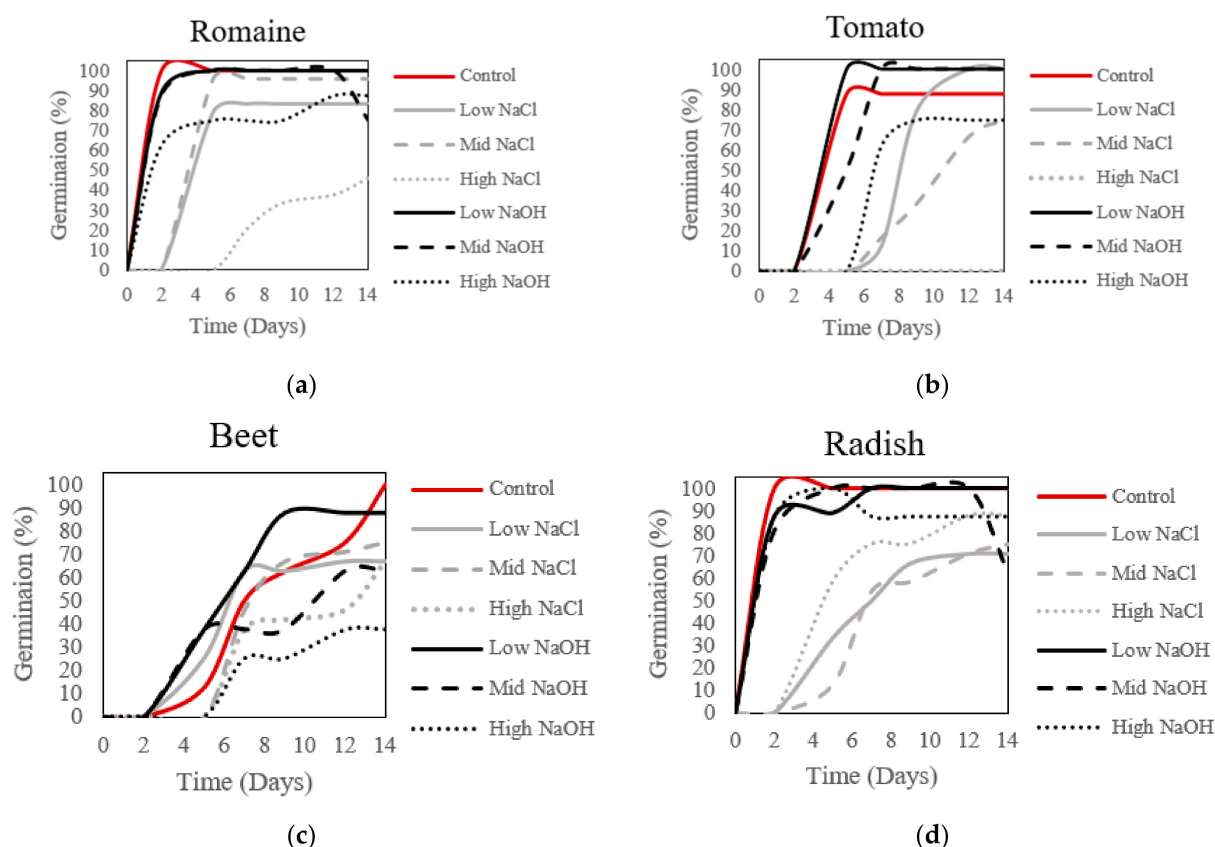 Romaine
Germinaion (%)
100
90
80
70
60
50
40
30
20
10
0
0 2 4 6 8 10 12 14
Time (Days)
Control
Low NaCl
Mid NaCl
High NaCl
Low NaOH
Mid NaOH
High NaOH
(a)
Tomato
Germinaion (%)
100
90
80
70
60
50
40
30
20
10
0
0 2 4 6 8 10 12 14
Time (Days)
Control
Low NaCl
Mid NaCl
High NaCl
Low NaOH
Mid NaOH
High NaOH
(b)
Beet
Germinaion (%)
100
90
80
70
60
50
40
30
20
10
0
0 2 4 6 8 10 12 14
Time (Days)
Control
Low NaCl
Mid NaCl
High NaCl
Low NaOH
Mid NaOH
High NaOH
(c)
Radish
Germinaion (%)
100
90
80
70
60
50
40
30
20
10
0
0 2 4 6 8 10 12 14
Time (Days)
Control
Low NaCl
Mid NaCl
High NaCl
Low NaOH
Mid NaOH
High NaOH
(d)